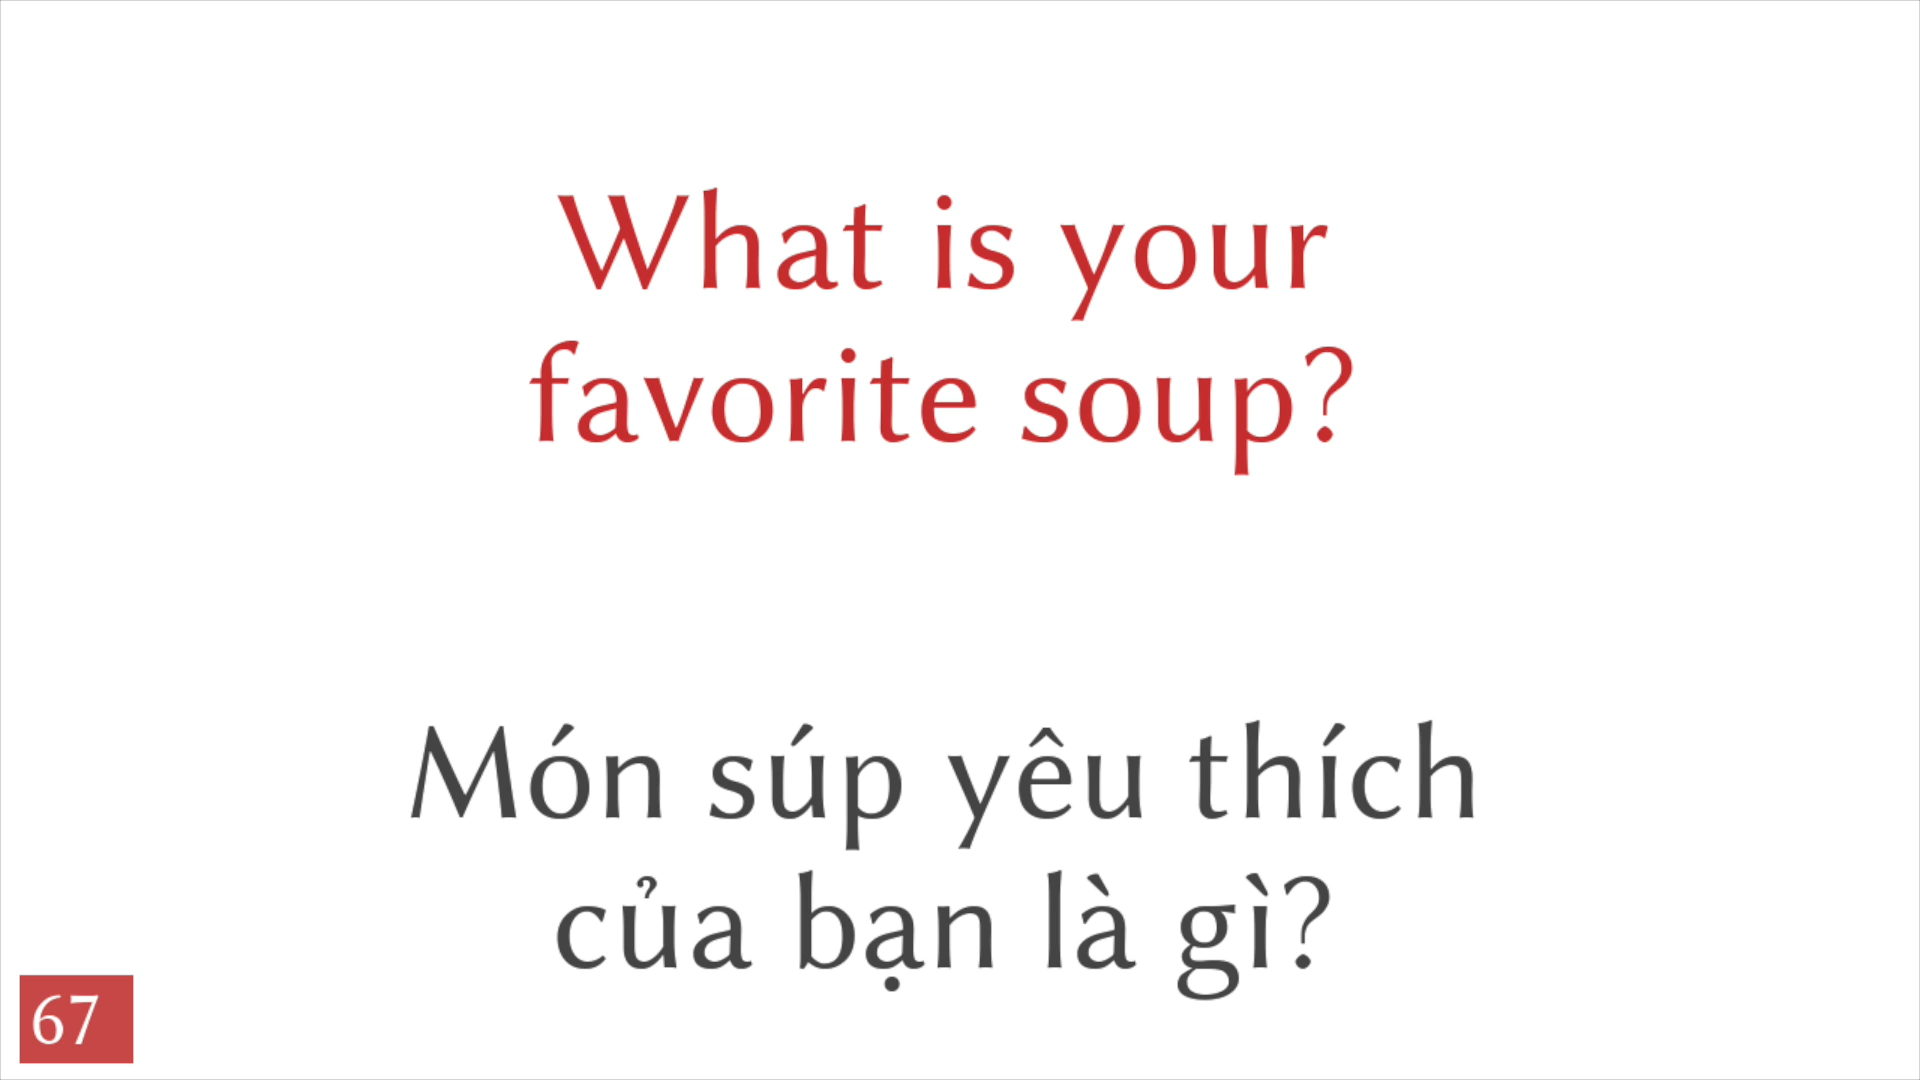 What is your
favorite soup?
Món súp yêu thích
của bạn là gì?
67